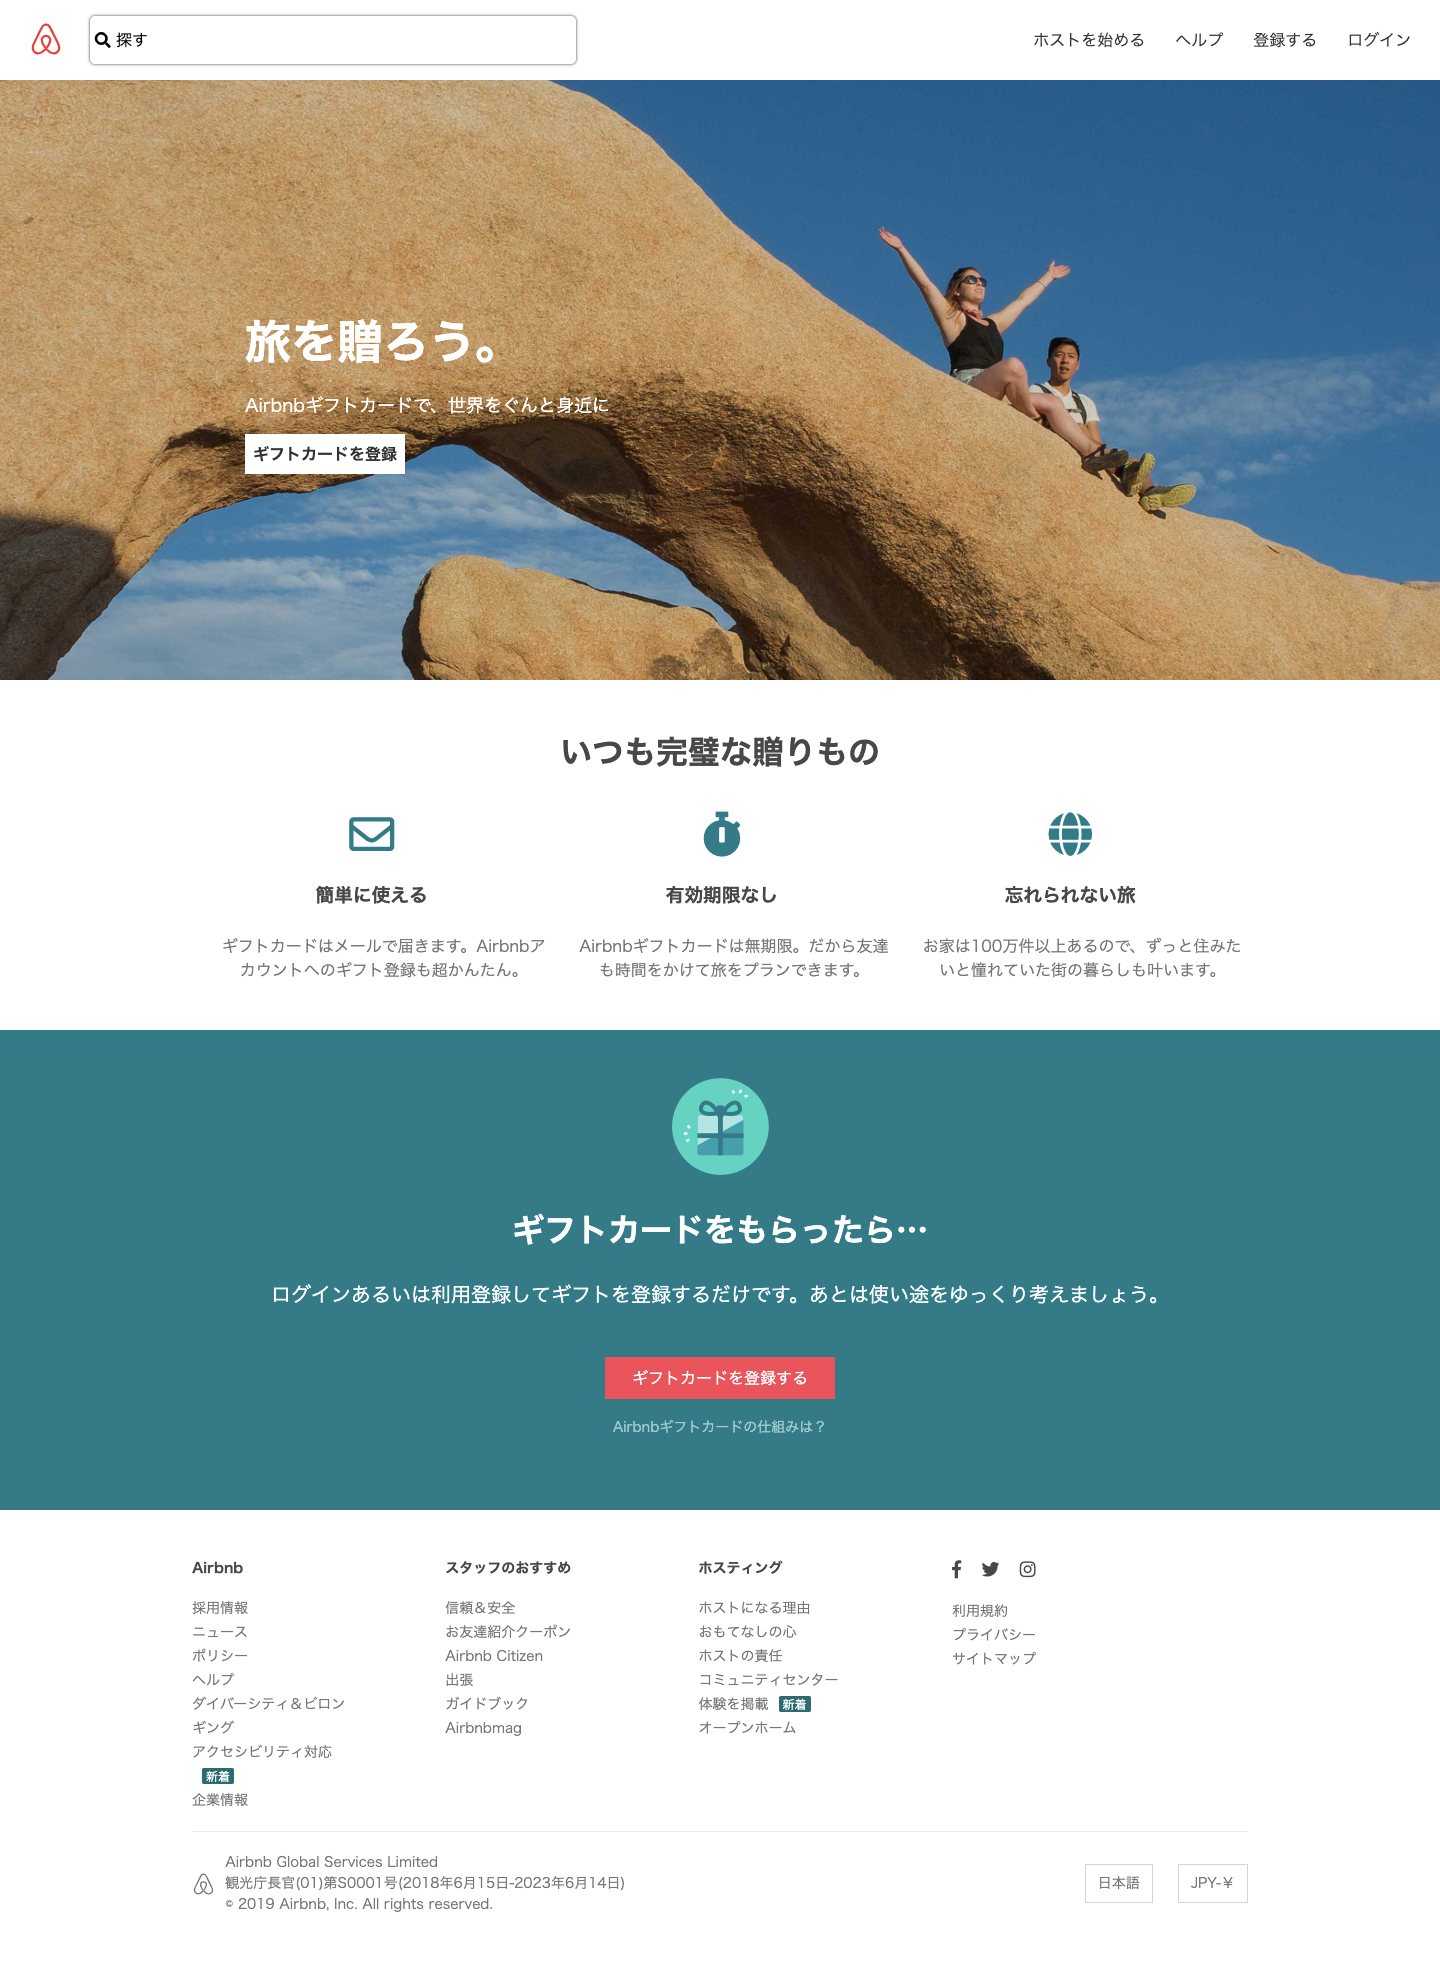 探す
ホストを始める ヘルプ 登録する ログイン
旅を贈ろう。
Airbnbギフトカードで、世界をぐんと身近に
ギフトカードを登録
いつも完璧な贈りもの
簡単に使える
ギフトカードはメールで届きます。Airbnbア
カウントへのギフト登録も超かんたん。
有効期限なし
Airbnbギフトカードは無期限。だから友達
も時間をかけて旅をプランできます。
忘れられない旅
お家は100万件以上あるので、ずっと住みた
いと憧れていた街の暮らしも叶います。
ギフトカードをもらったら…
ログインあるいは利用登録してギフトを登録するだけです。あとは使い途をゆっくり考えましょう。
ギフトカードを登録する
Airbnbギフトカードの仕組みは？
Airbnb
採用情報
ニュース
ポリシー
ヘルプ
ダイバーシティ＆ビロン
ギング
アクセシビリティ対応
新着
企業情報
スタッフのおすすめ
信頼＆安全
お友達紹介クーポン
Airbnb Citizen
出張
ガイドブック
Airbnbmag
ホスティング
ホストになる理由
おもてなしの心
ホストの責任
コミュニティセンター
体験を掲載 新着
オープンホーム
利用規約
プライバシー
サイトマップ
Airbnb Global Services Limited
観光庁長官(01)第S0001号(2018年6月15日-2023年6月14日)
© 2019 Airbnb, Inc. All rights reserved.
日本語
JPY-￥